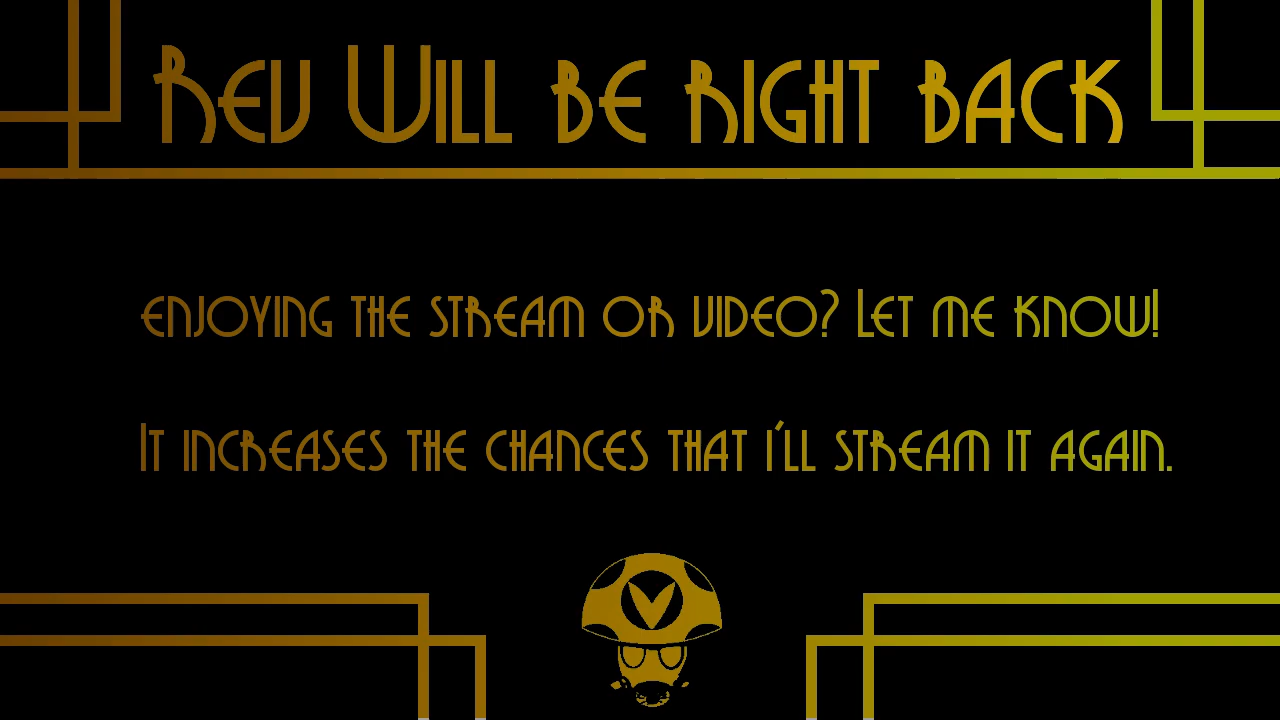 Rev Will be right back
enjoying the stream or video? Let me know!
It increases the chances that i'll stream it again.